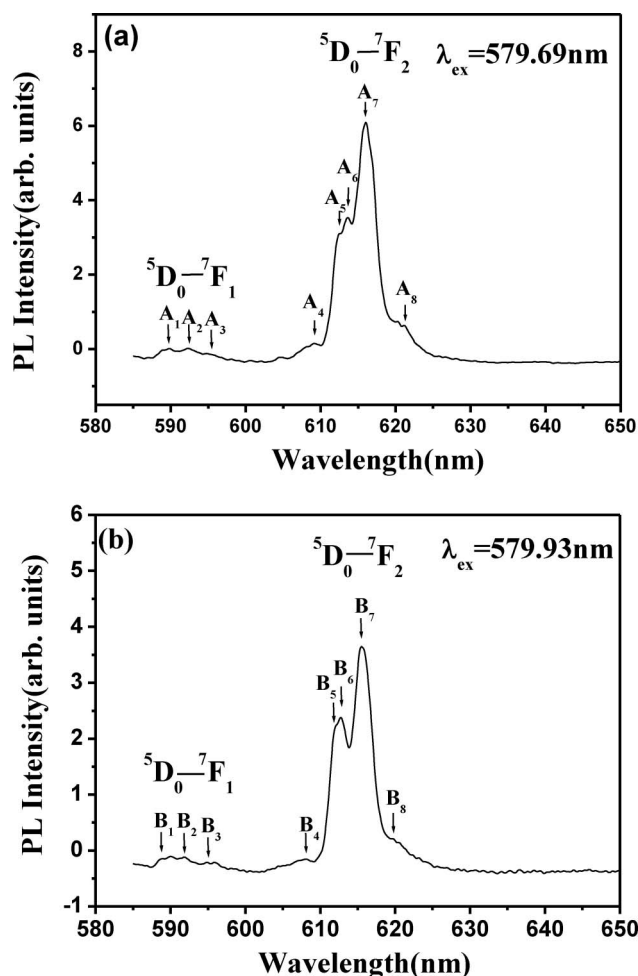 (a)
⁵D₀—⁷F₂ λₑₓ=579.69nm
A₇
A₆
A₅
⁵D₀—⁷F₁
A₁ A₂ A₃ A₄ A₈
PL Intensity(arb. units)
8
6
4
2
0
580 590 600 610 620 630 640 650
Wavelength(nm)
(b)
⁵D₀—⁷F₂ λₑₓ=579.93nm
B₇
B₅ B₆
⁵D₀—⁷F₁
B₁ B₂ B₃ B₄ B₈
PL Intensity(arb. units)
6
5
4
3
2
1
0
-1
580 590 600 610 620 630 640 650
Wavelength(nm)